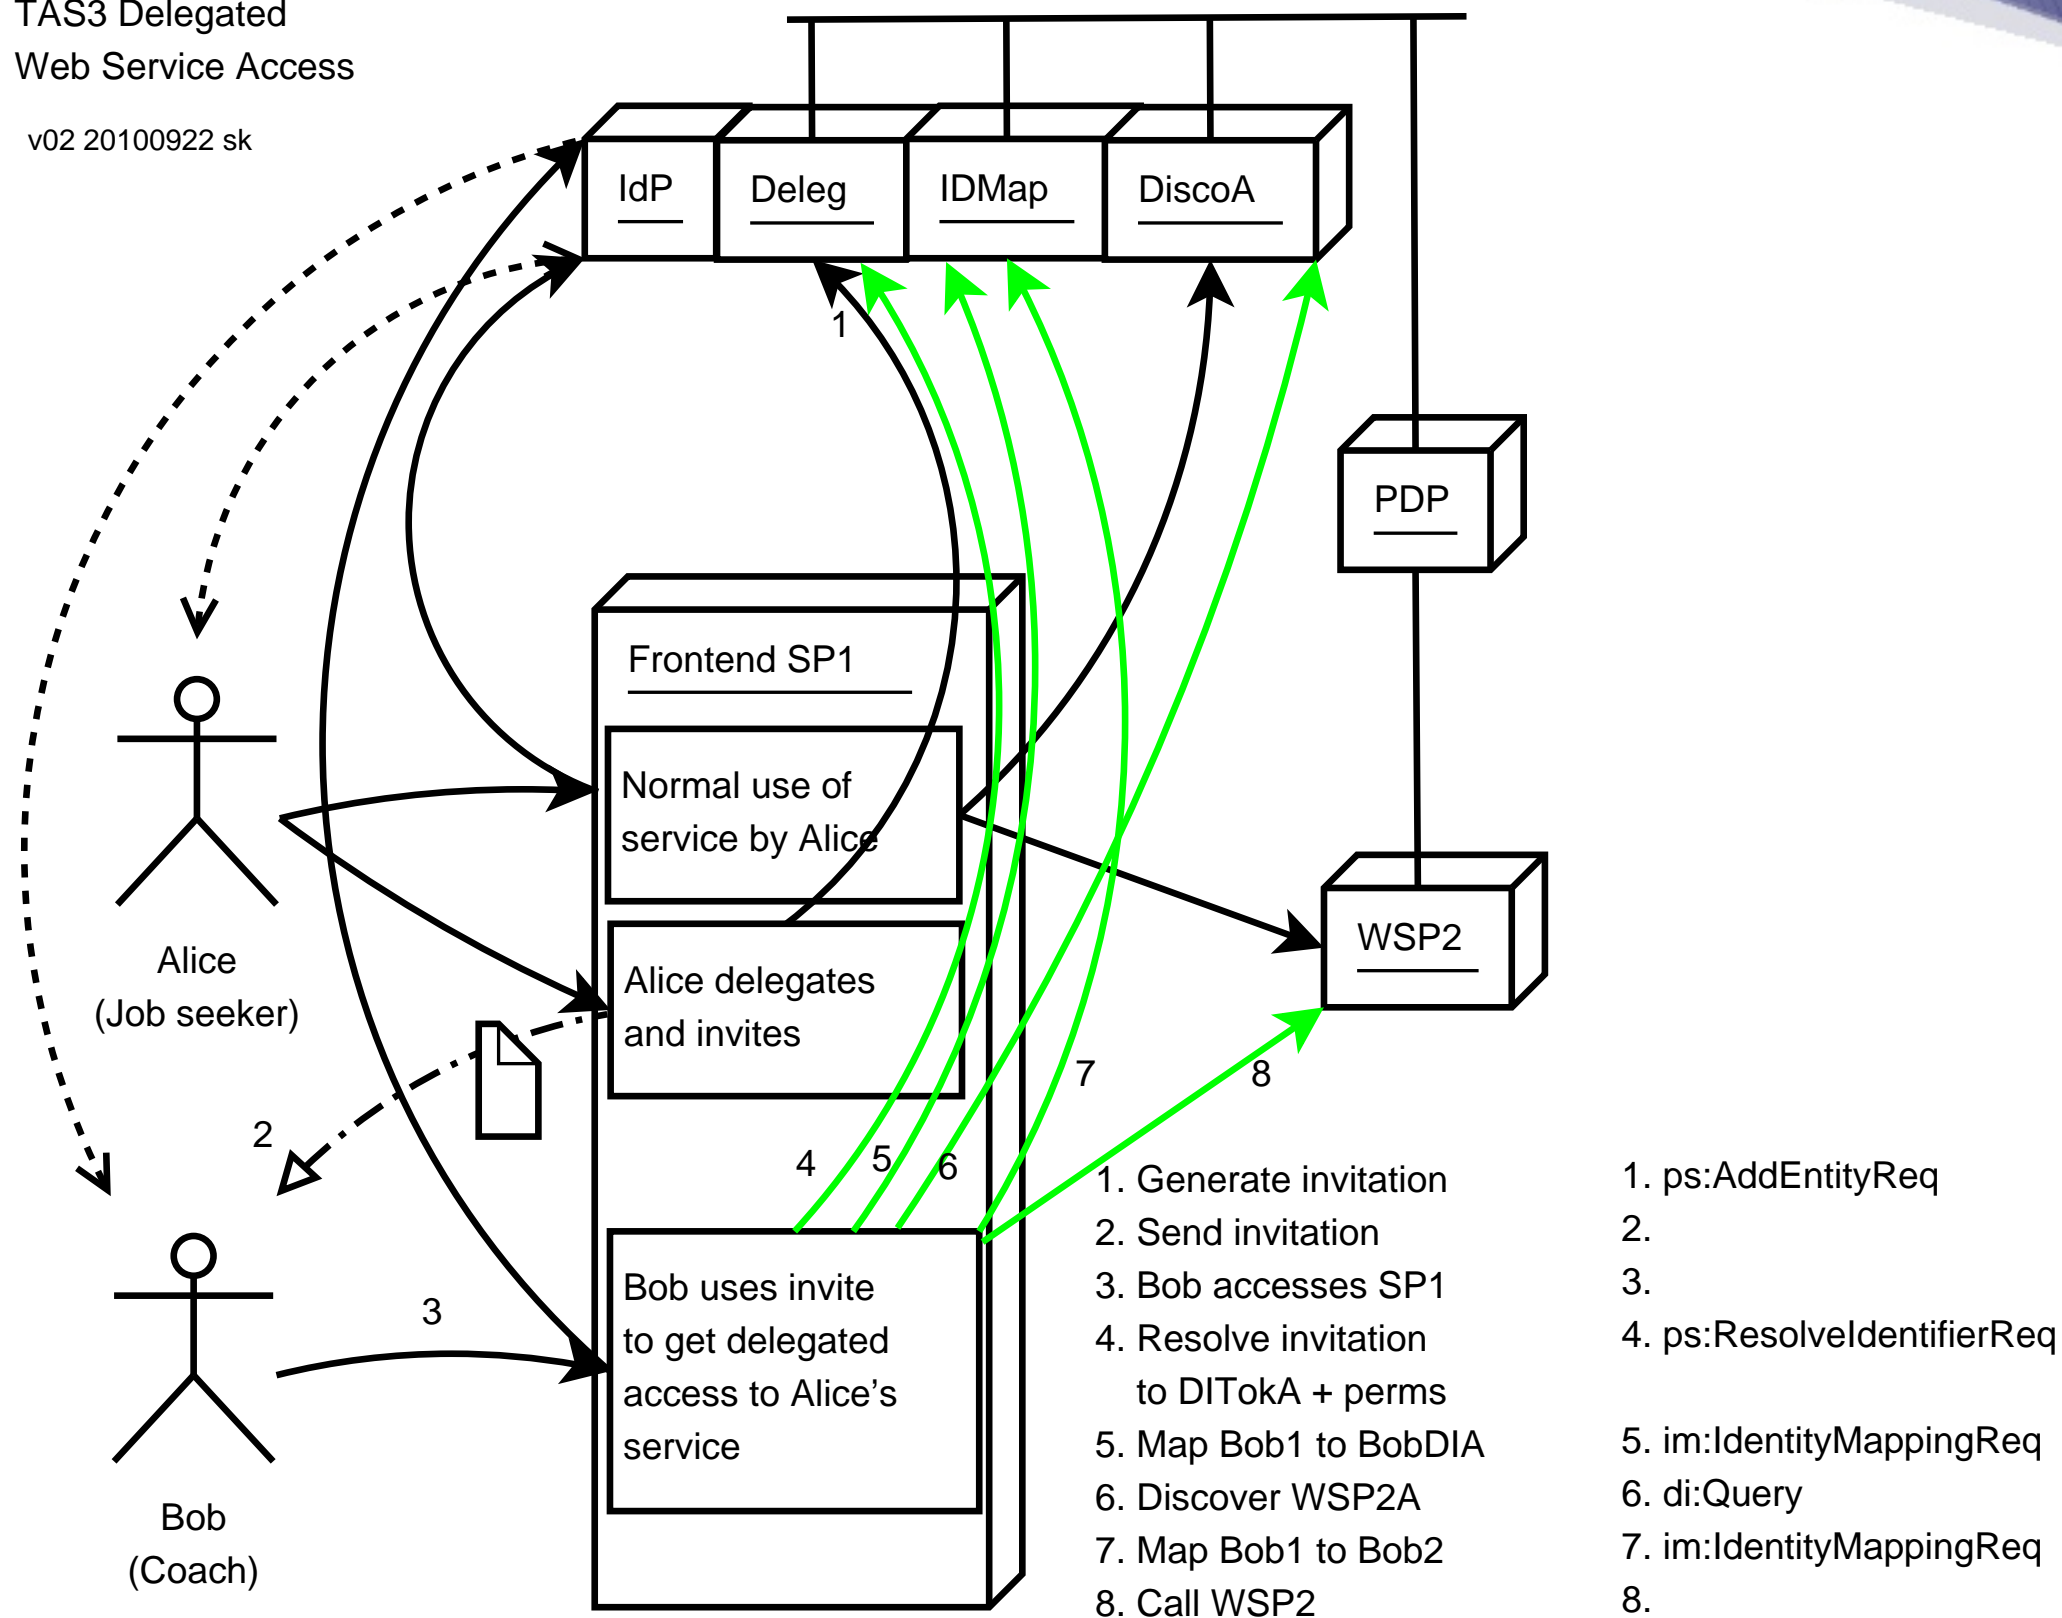 TAS3 Delegated
Web Service Access
v02 20100922 sk
IdP
Deleg
IDMap
DiscoA
1
PDP
Frontend SP1
Normal use of
service by Alice
WSP2
Alice
(Job seeker)
Alice delegates
and invites
7
8
2
4
5
6
Bob uses invite
to get delegated
access to Alice's
service
3
Bob
(Coach)
1. Generate invitation
2. Send invitation
3. Bob accesses SP1
4. Resolve invitation
to DITokA + perms
5. Map Bob1 to BobDIA
6. Discover WSP2A
7. Map Bob1 to Bob2
8. Call WSP2
1. ps:AddEntityReq
2.
3.
4. ps:ResolveIdentifierReq
5. im:IdentityMappingReq
6. di:Query
7. im:IdentityMappingReq
8.